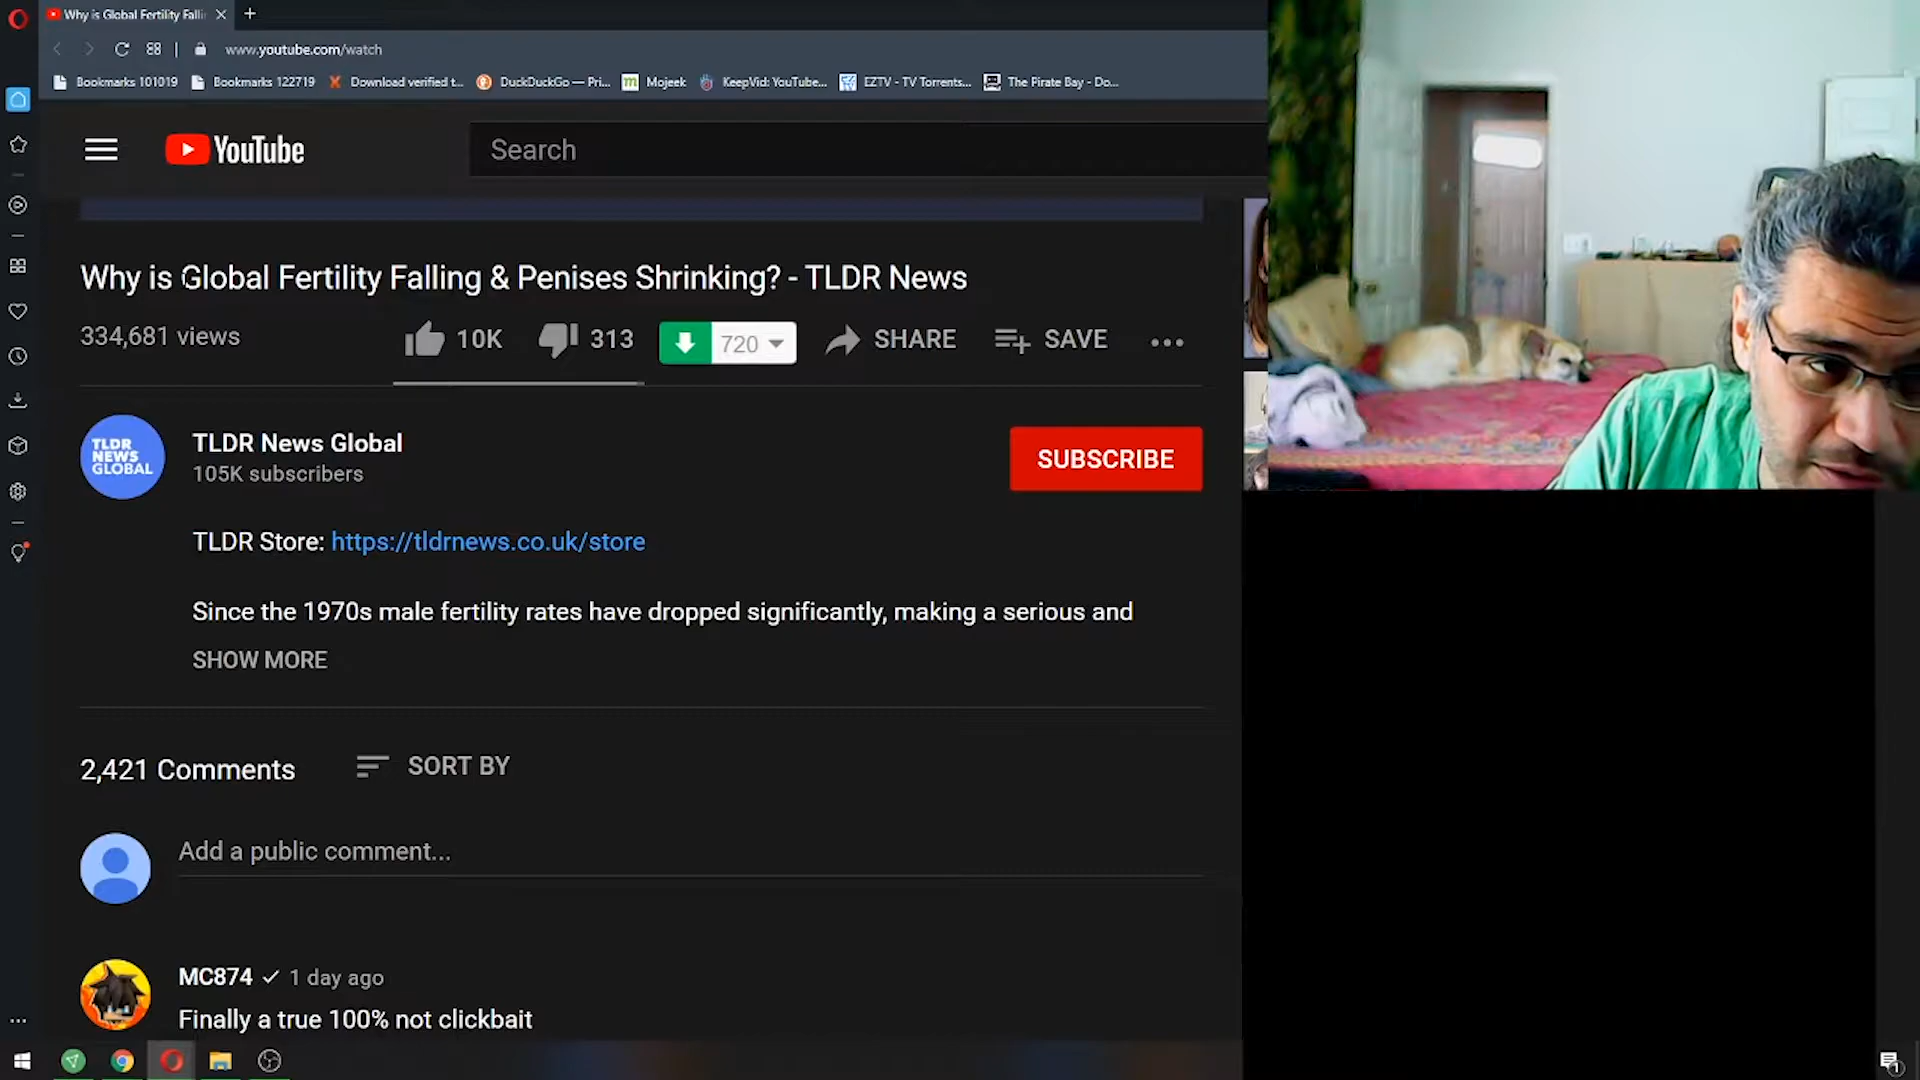 Why is Global Fertility Falli
www.youtube.com/watch
Bookmarks 101019
Bookmarks 122719
Download verified t...
DuckDuckGo — Pri...
Mojeek
KeepVid: YouTube...
EZTV - TV Torrents...
The Pirate Bay - Do...
YouTube
Search
Why is Global Fertility Falling & Penises Shrinking? - TLDR News
334,681 views
10K
313
720
SHARE
SAVE
TLDR NEWS GLOBAL
TLDR News Global
105K subscribers
SUBSCRIBE
TLDR Store: https://tldrnews.co.uk/store
Since the 1970s male fertility rates have dropped significantly, making a serious and
SHOW MORE
2,421 Comments
SORT BY
Add a public comment...
MC874
1 day ago
Finally a true 100% not clickbait
1